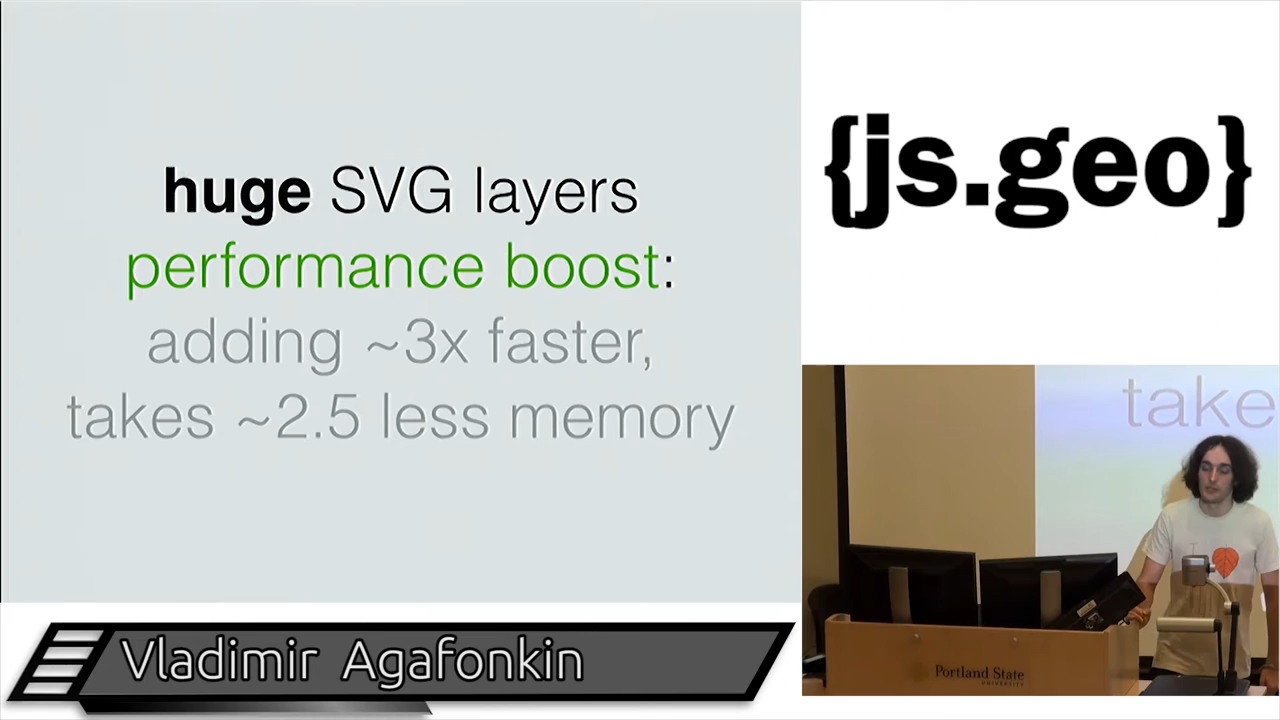 huge SVG layers
performance boost:
adding ~3x faster,
takes ~2.5 less memory
{js.geo}
take
Portland State
UNIVERSITY
Vladimir Agafonkin